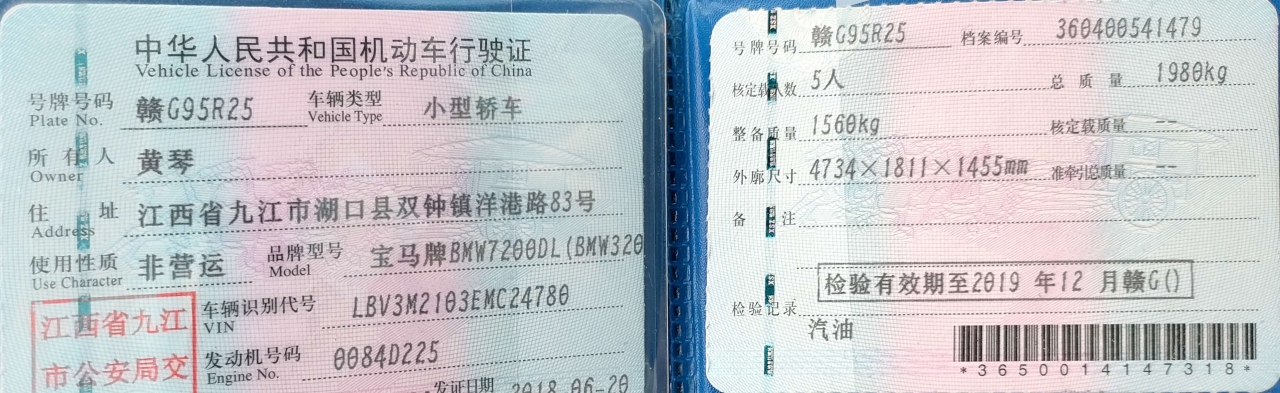 中华人民共和国机动车行驶证
Vehicle License of the People's Republic of China
号牌号码 赣G95R25 车辆类型 小型轿车
Plate No. Vehicle Type
所有人 黄琴
Owner
住址 江西省九江市湖口县双钟镇洋港路83号
Address
使用性质 非营运 品牌型号 宝马牌BMW7200DL(BMW320
Use Character Model
江西省九江
市公安局交
车辆识别代号 LBV3M2103EMC24780
VIN
发动机号码 0084D225
Engine No.
发证日期 2018-06-20
号牌号码 赣G95R25 档案编号 360400541479
核定载人数 5人 总质量 1980kg
整备质量 1560kg 核定载质量 --
外廓尺寸 4734×1811×1455mm 准牵引总质量 --
备注
检验有效期至2019 年12 月赣G()
检验记录
汽油
*3650014147318*